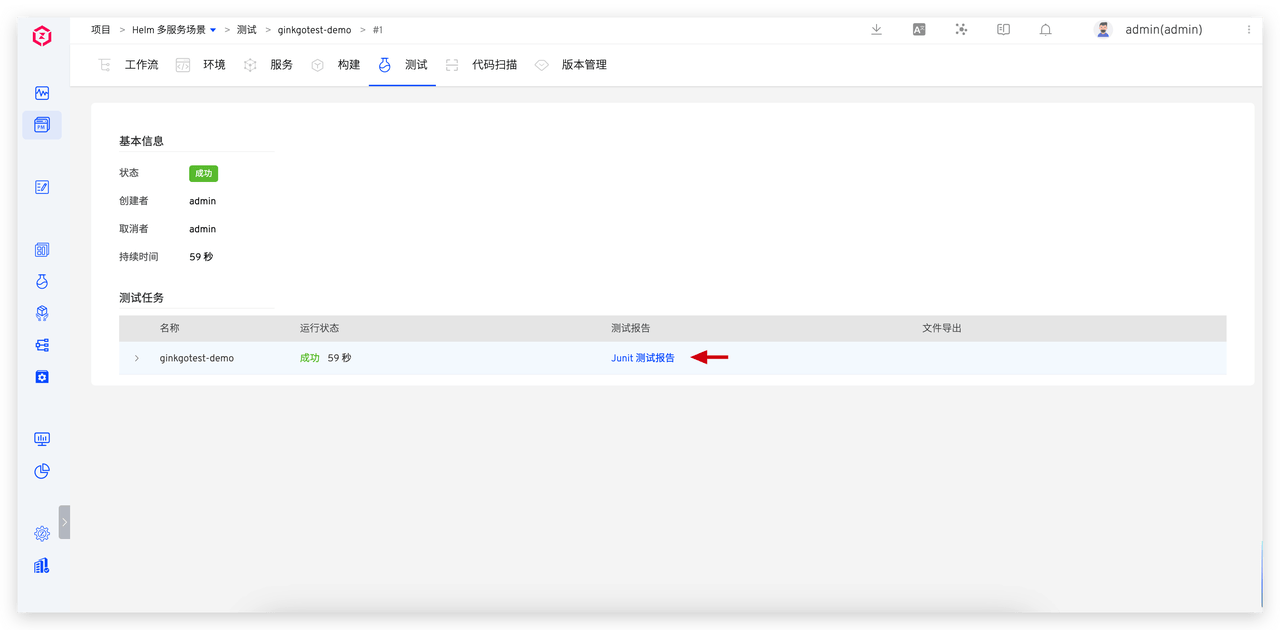 项目 > Helm 多服务场景 > 测试 > ginkgotest-demo > #1
admin(admin)
工作流 环境 服务 构建 测试 代码扫描 版本管理
基本信息
状态 成功
创建者 admin
取消者 admin
持续时间 59 秒
测试任务
名称 运行状态 测试报告 文件导出
ginkgotest-demo 成功 59 秒 Junit 测试报告